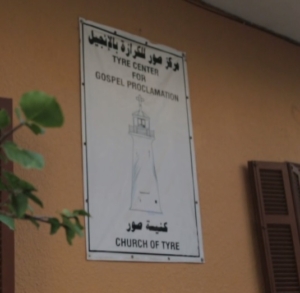 مركز صور للكرازة بالإنجيل
TYRE CENTER
FOR
GOSPEL PROCLAMATION
كنيسة صور
CHURCH OF TYRE